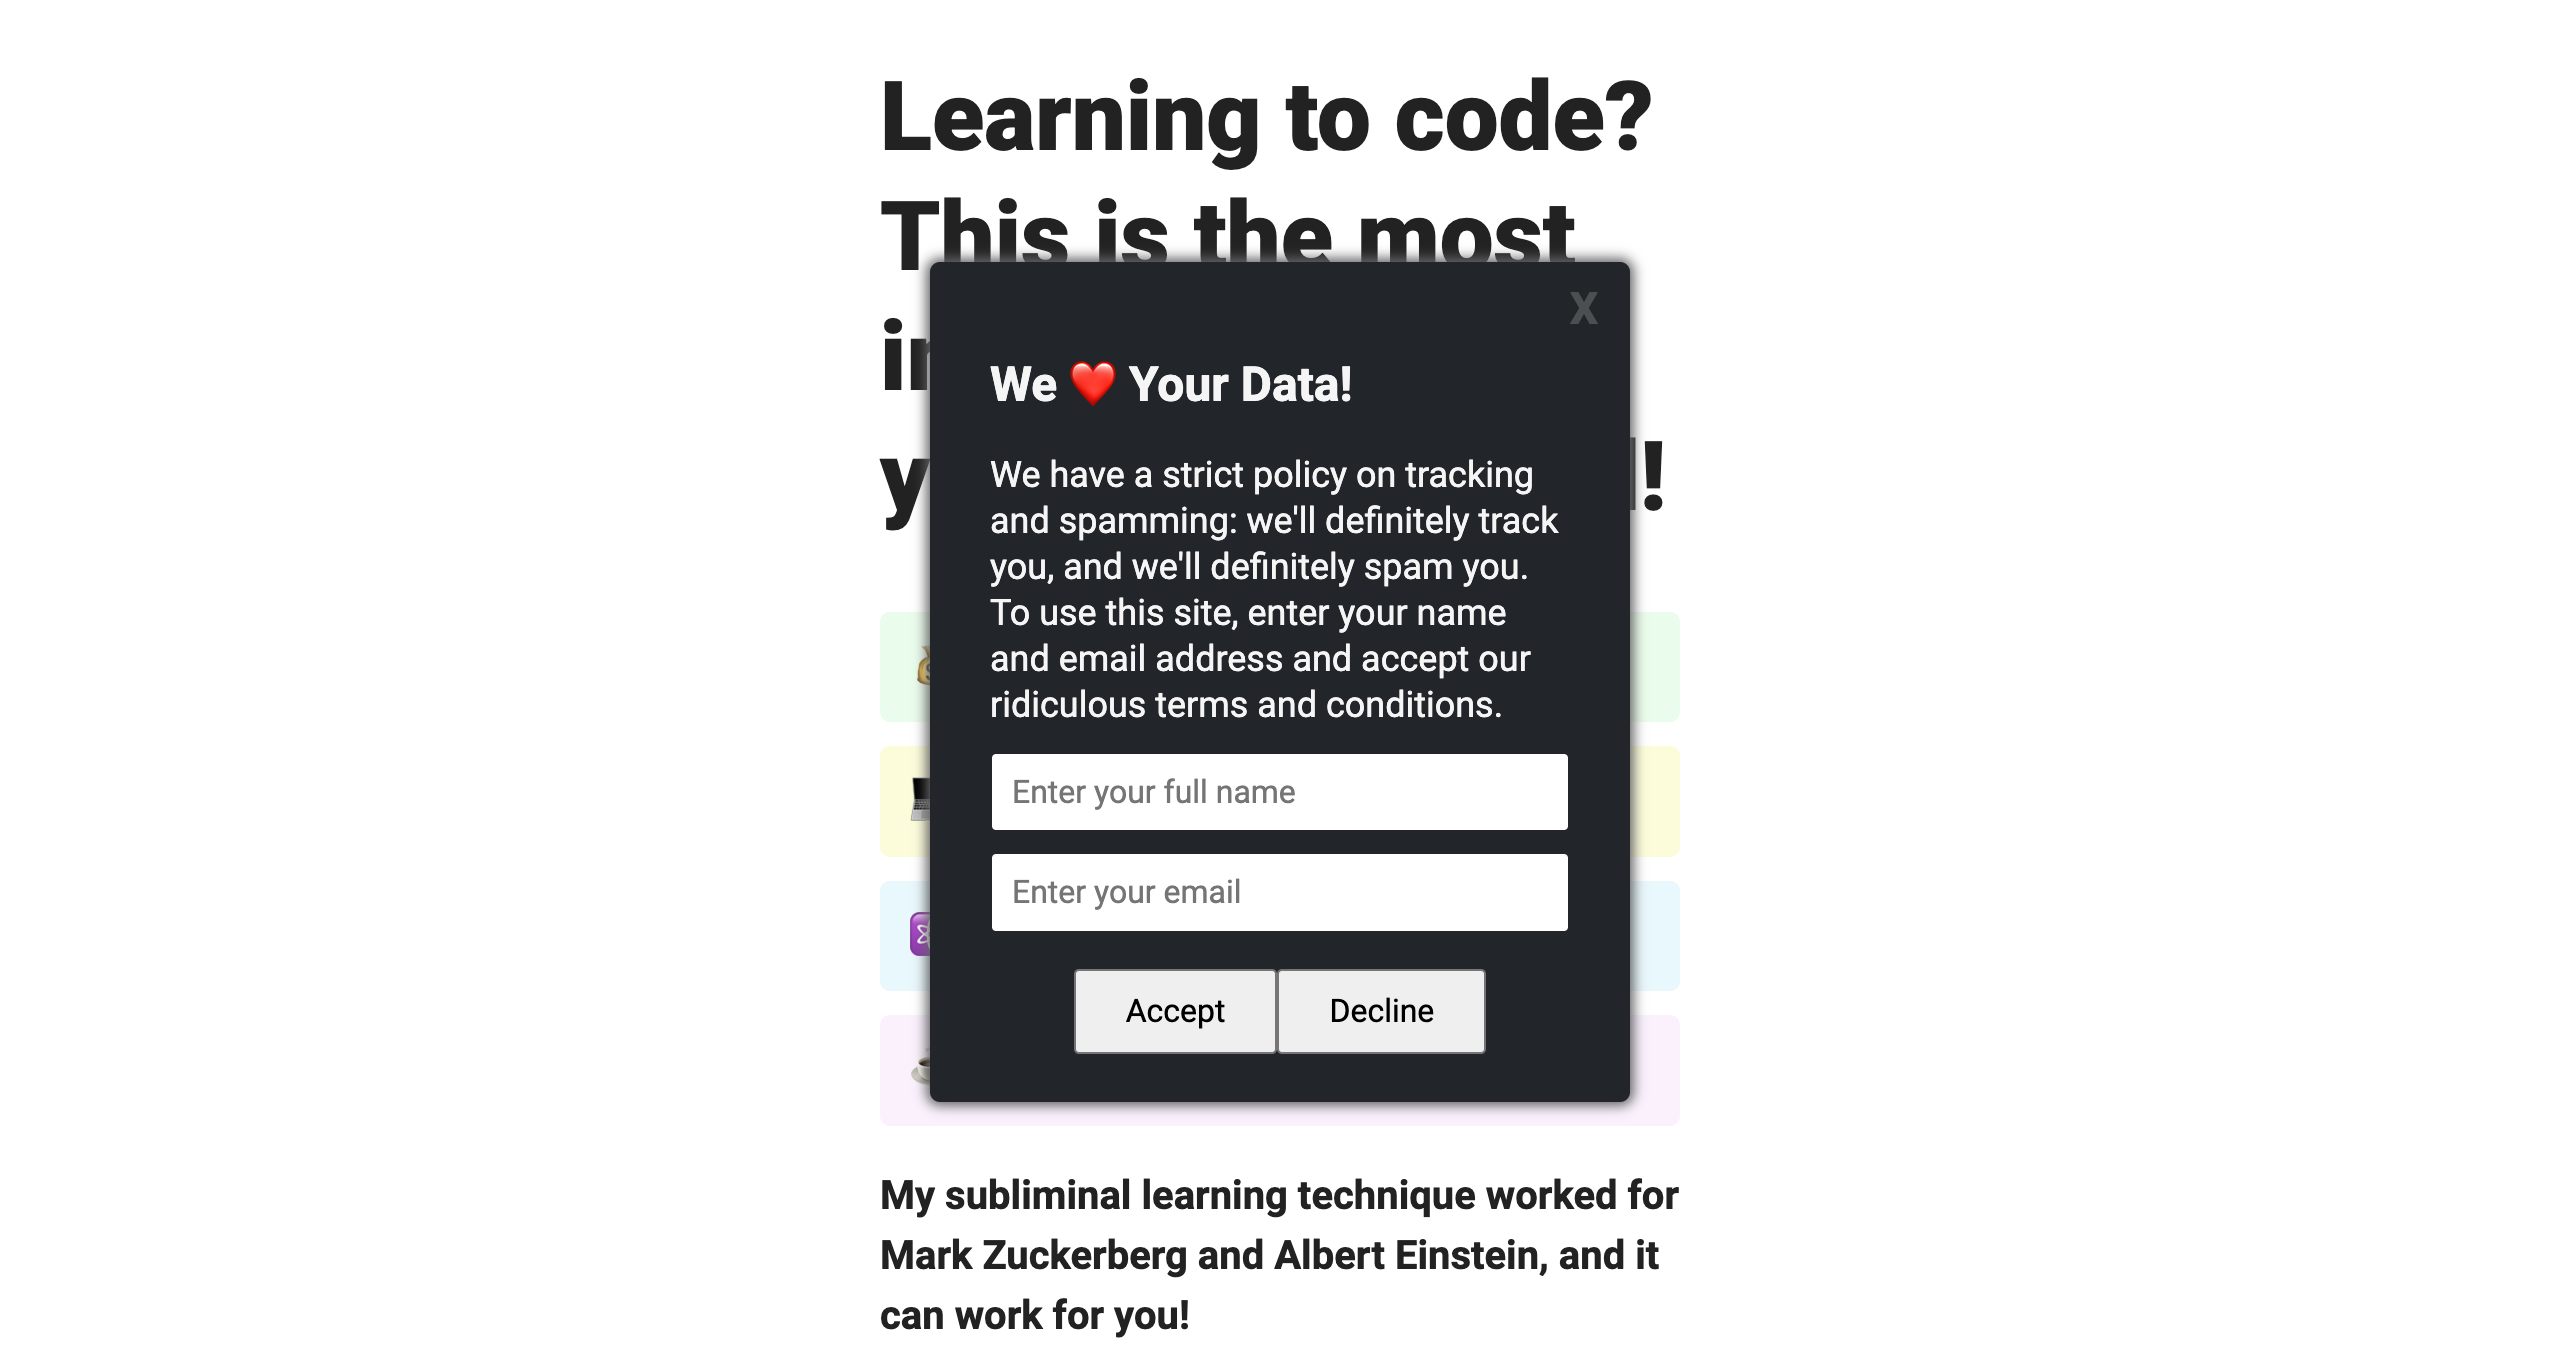 Learning to code?
This is the most
y !
X
We ❤️ Your Data!
We have a strict policy on tracking
and spamming: we'll definitely track
you, and we'll definitely spam you.
To use this site, enter your name
and email address and accept our
ridiculous terms and conditions.
Enter your full name
Enter your email
Accept Decline
My subliminal learning technique worked for
Mark Zuckerberg and Albert Einstein, and it
can work for you!